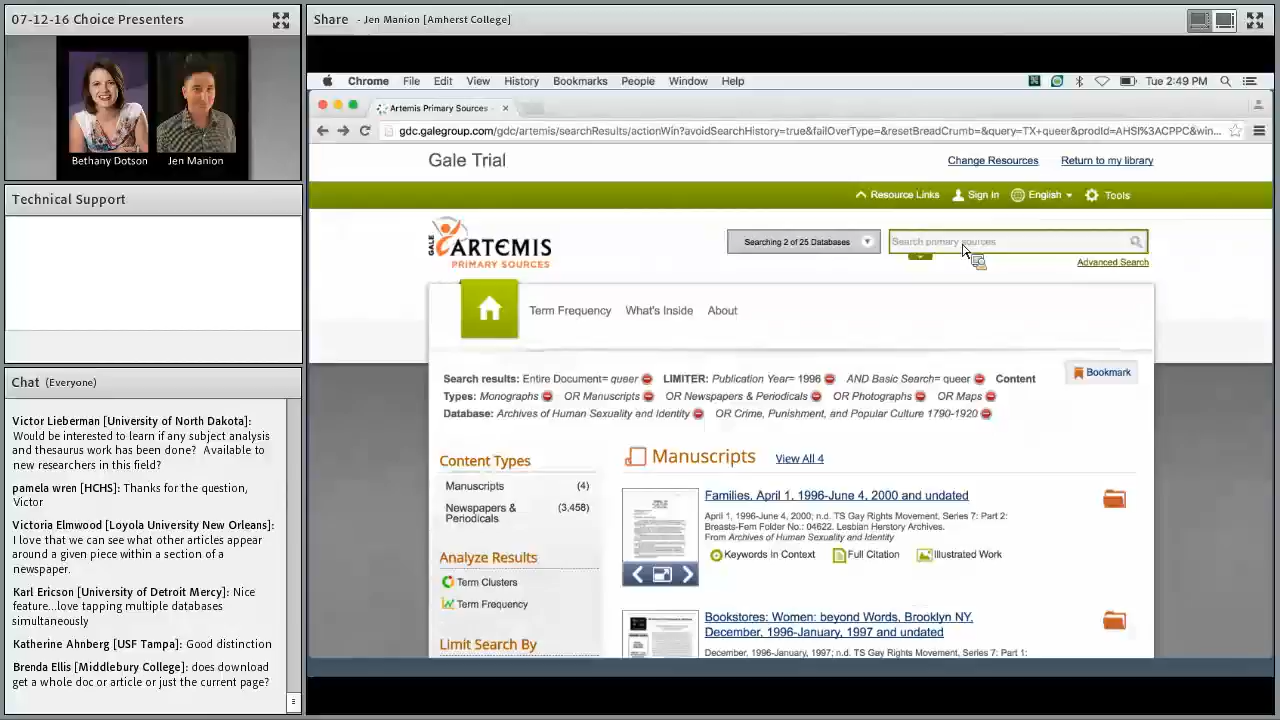 07-12-16 Choice Presenters
Bethany Dotson
Jen Manion
Technical Support
Chat (Everyone)
Victor Lieberman [University of North Dakota]:
Would be interested to learn if any subject
analysis and thesaurus work has been done?  Available to
new researchers in this field?
pamela wren [HCHS]: Thanks for the question,
Victor
Victoria Elmwood [Loyola University New Orleans]:
I love that we can see what other articles appear
around a given piece within a section of a
newspaper.
Karl Ericson [University of Detroit Mercy]: Nice
feature...love tapping multiple databases
simultaneously
Katherine Ahnberg [USF Tampa]: Good distinction
Brenda Ellis [Middlebury College]: does download
get a whole doc or article or just the current page?
Share - Jen Manion [Amherst College]
Chrome File Edit View History Bookmarks People Window Help
Tue 2:49 PM
Artemis Primary Sources
gdc.galegroup.com/gdc/artemis/searchResults/actionWin?avoidSearchHistory=true&failOverType=&resetBreadCrumb=&query=TX+queer&prodId=AHSI%3ACPPC&win...
Gale Trial
Change Resources Return to my library
Resource Links Sign In English Tools
GALE ARTEMIS
PRIMARY SOURCES
Searching 2 of 25 Databases
Search primary sources
Advanced Search
Term Frequency What's Inside About
Search results: Entire Document= queer LIMITER: Publication Year= 1996 AND Basic Search= queer Content
Types: Monographs OR Manuscripts OR Newspapers & Periodicals OR Photographs OR Maps
Database: Archives of Human Sexuality and Identity OR Crime, Punishment, and Popular Culture 1790-1920
Bookmark
Content Types
Manuscripts (4)
Newspapers & (3,458)
Periodicals
Analyze Results
Term Clusters
Term Frequency
Limit Search By
Manuscripts View All 4
Families, April 1, 1996-June 4, 2000 and undated
April 1, 1996-June 4, 2000; n.d. TS Gay Rights Movement, Series 7: Part 2:
Breasts-Fem Folder No.: 04622. Lesbian Herstory Archives.
From Archives of Human Sexuality and Identity
Keywords in Context Full Citation Illustrated Work
Bookstores: Women: beyond Words, Brooklyn NY,
December, 1996-January, 1997 and undated
December, 1996-January, 1997; n.d. TS Gay Rights Movement, Series 7: Part 1: